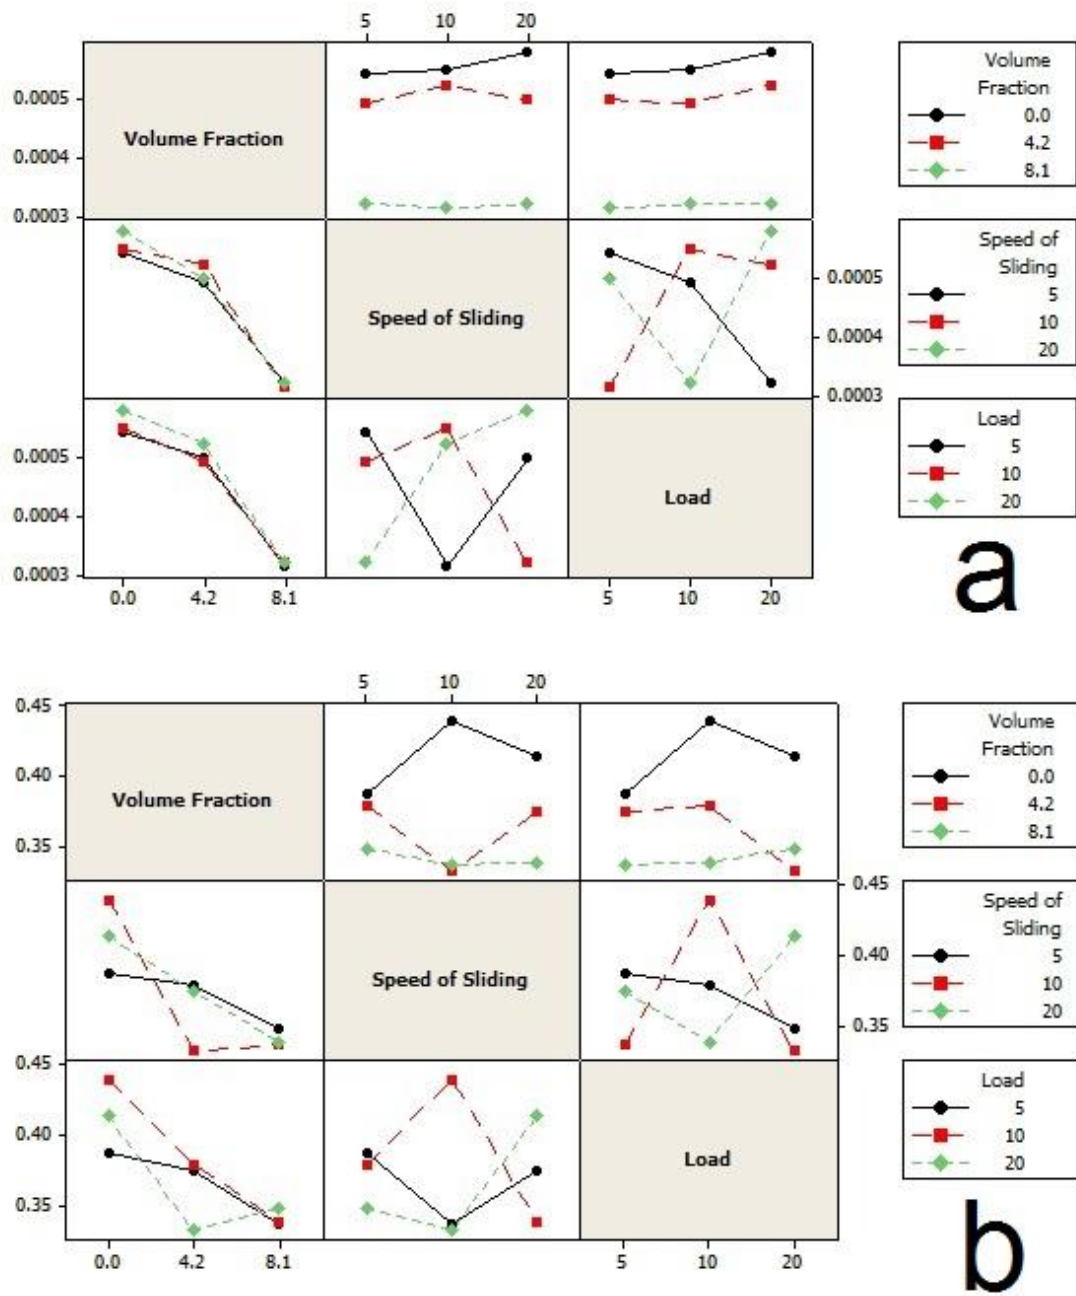 5 10 20
Volume
Fraction
0.0
4.2
8.1
0.0005
0.0004
0.0003
Volume Fraction
Speed of
Sliding
5
10
20
Speed of Sliding
0.0005
0.0004
0.0003
Load
5
10
20
0.0005
0.0004
0.0003
Load
0.0 4.2 8.1
5 10 20
a
5 10 20
0.45
0.40
0.35
Volume Fraction
Volume
Fraction
0.0
4.2
8.1
Speed of Sliding
0.45
0.40
0.35
Speed of
Sliding
5
10
20
0.45
0.40
0.35
Load
Load
5
10
20
0.0 4.2 8.1
5 10 20
b